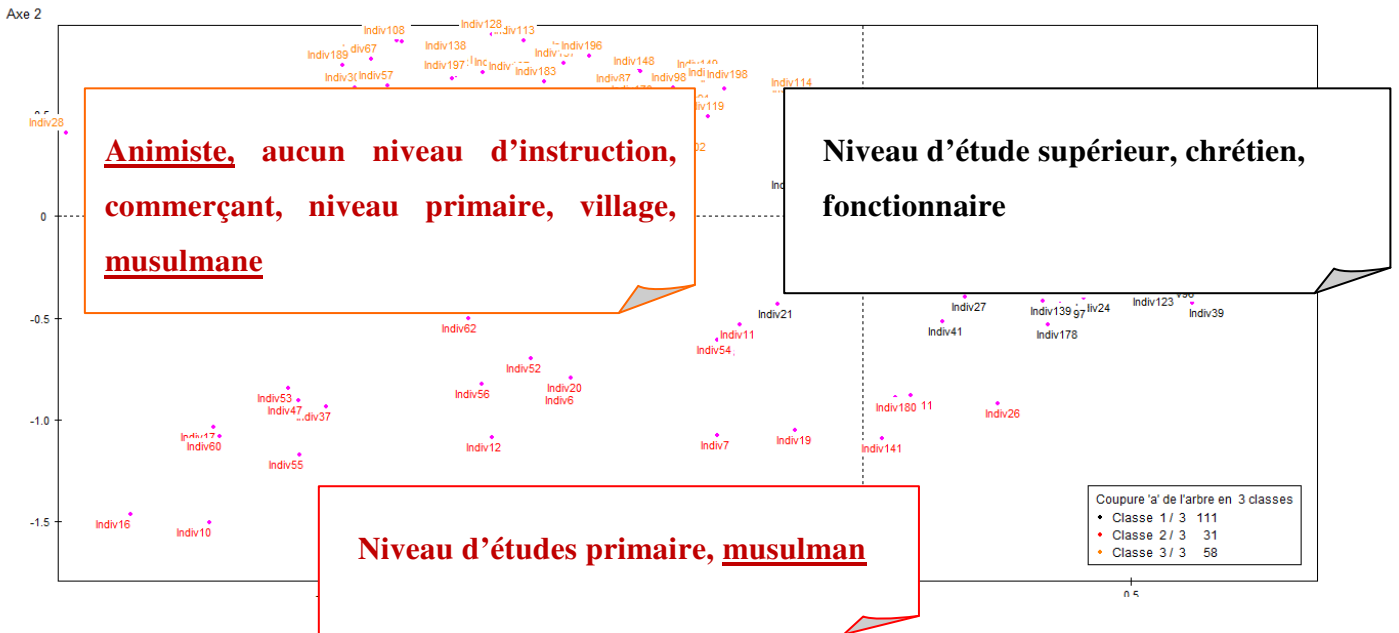 Axe 2
Indiv108
Indiv128
Indiv113
Indiv189
Indiv138
Indiv196
Indiv197
Indiv183
Indiv148
Indiv57
Indiv87
Indiv98
Indiv198
Indiv114
Indiv28
Animiste, aucun niveau d’instruction,
commerçant, niveau primaire, village,
musulmane
Niveau d’étude supérieur, chrétien,
fonctionnaire
0
-0.5
-1.0
-1.5
Indiv62
Indiv21
Indiv11
Indiv54
Indiv27
Indiv41
Indiv139
97
Indiv178
Indiv123
Indiv39
Indiv52
Indiv56
Indiv20
Indiv6
Indiv53
Indiv47
Indiv60
Indiv55
Indiv12
Indiv7
Indiv19
Indiv180
11
Indiv26
Indiv141
Indiv16
Indiv10
Niveau d’études primaire, musulman
Coupure 'a' de l'arbre en 3 classes
Classe 1 / 3 111
Classe 2 / 3 31
Classe 3 / 3 58
0.5